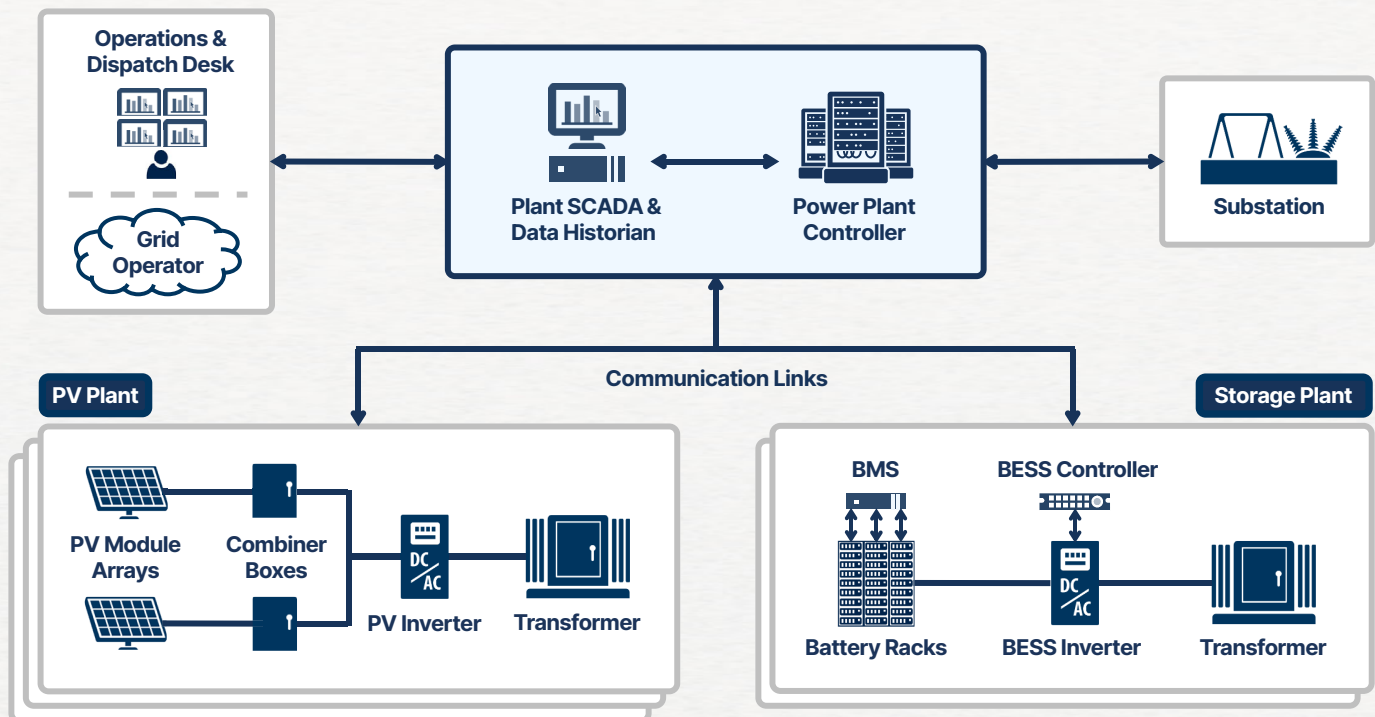 Operations &
Dispatch Desk
Grid
Operator
Plant SCADA &
Data Historian
Power Plant
Controller
Substation
Communication Links
PV Plant
PV Module
Arrays
Combiner
Boxes
DC
AC
PV Inverter
Transformer
Storage Plant
BMS
BESS Controller
DC
AC
Battery Racks
BESS Inverter
Transformer